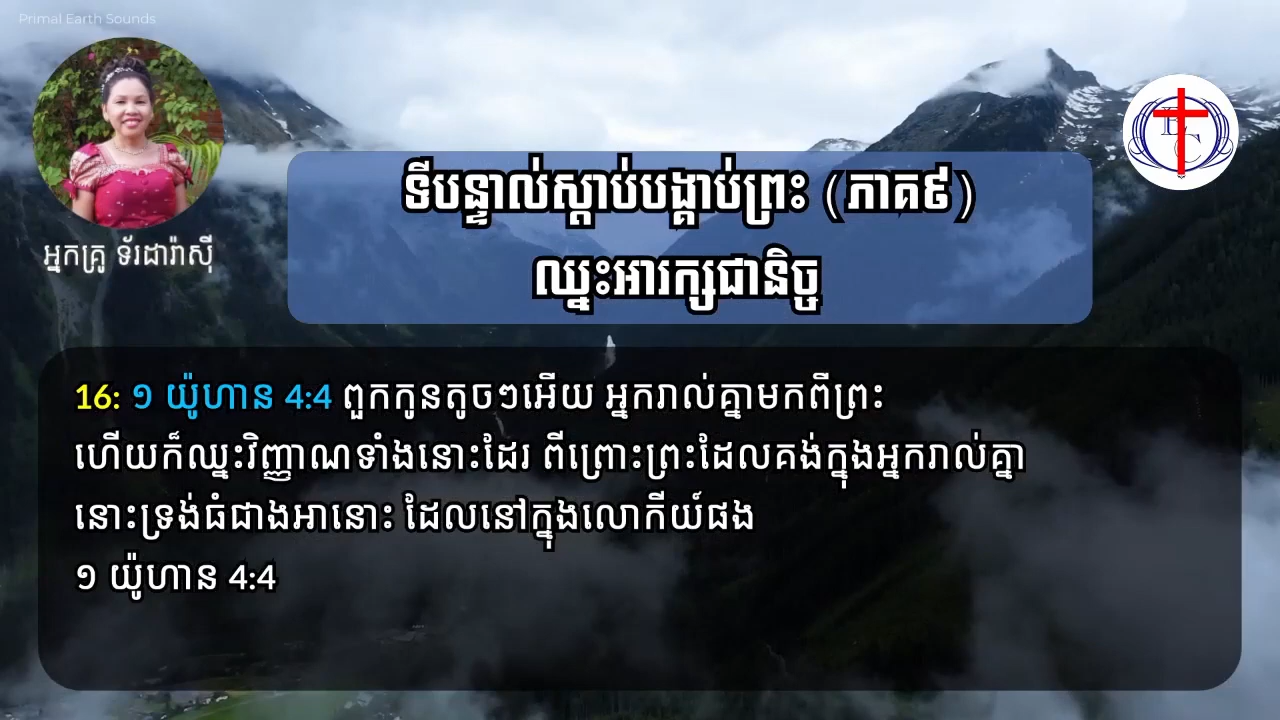 Primal Earth Sounds
ទីបន្ទាល់ស្តាប់បង្គាប់ព្រះ (ភាគ៩)
ឈ្នះអារក្សជានិច្ច
អ្នកគ្រូ ទ័រដារ៉ាស៊ី
16: ១ យ៉ូហាន 4:4 ពួកកូនតូចៗអើយ អ្នករាល់គ្នាមកពីព្រះ
ហើយក៏ឈ្នះវិញ្ញាណទាំងនោះដែរ ពីព្រោះព្រះដែលគង់ក្នុងអ្នករាល់គ្នា
នោះទ្រង់ធំជាងអានោះ ដែលនៅក្នុងលោកីយ៍ផង
១ យ៉ូហាន 4:4